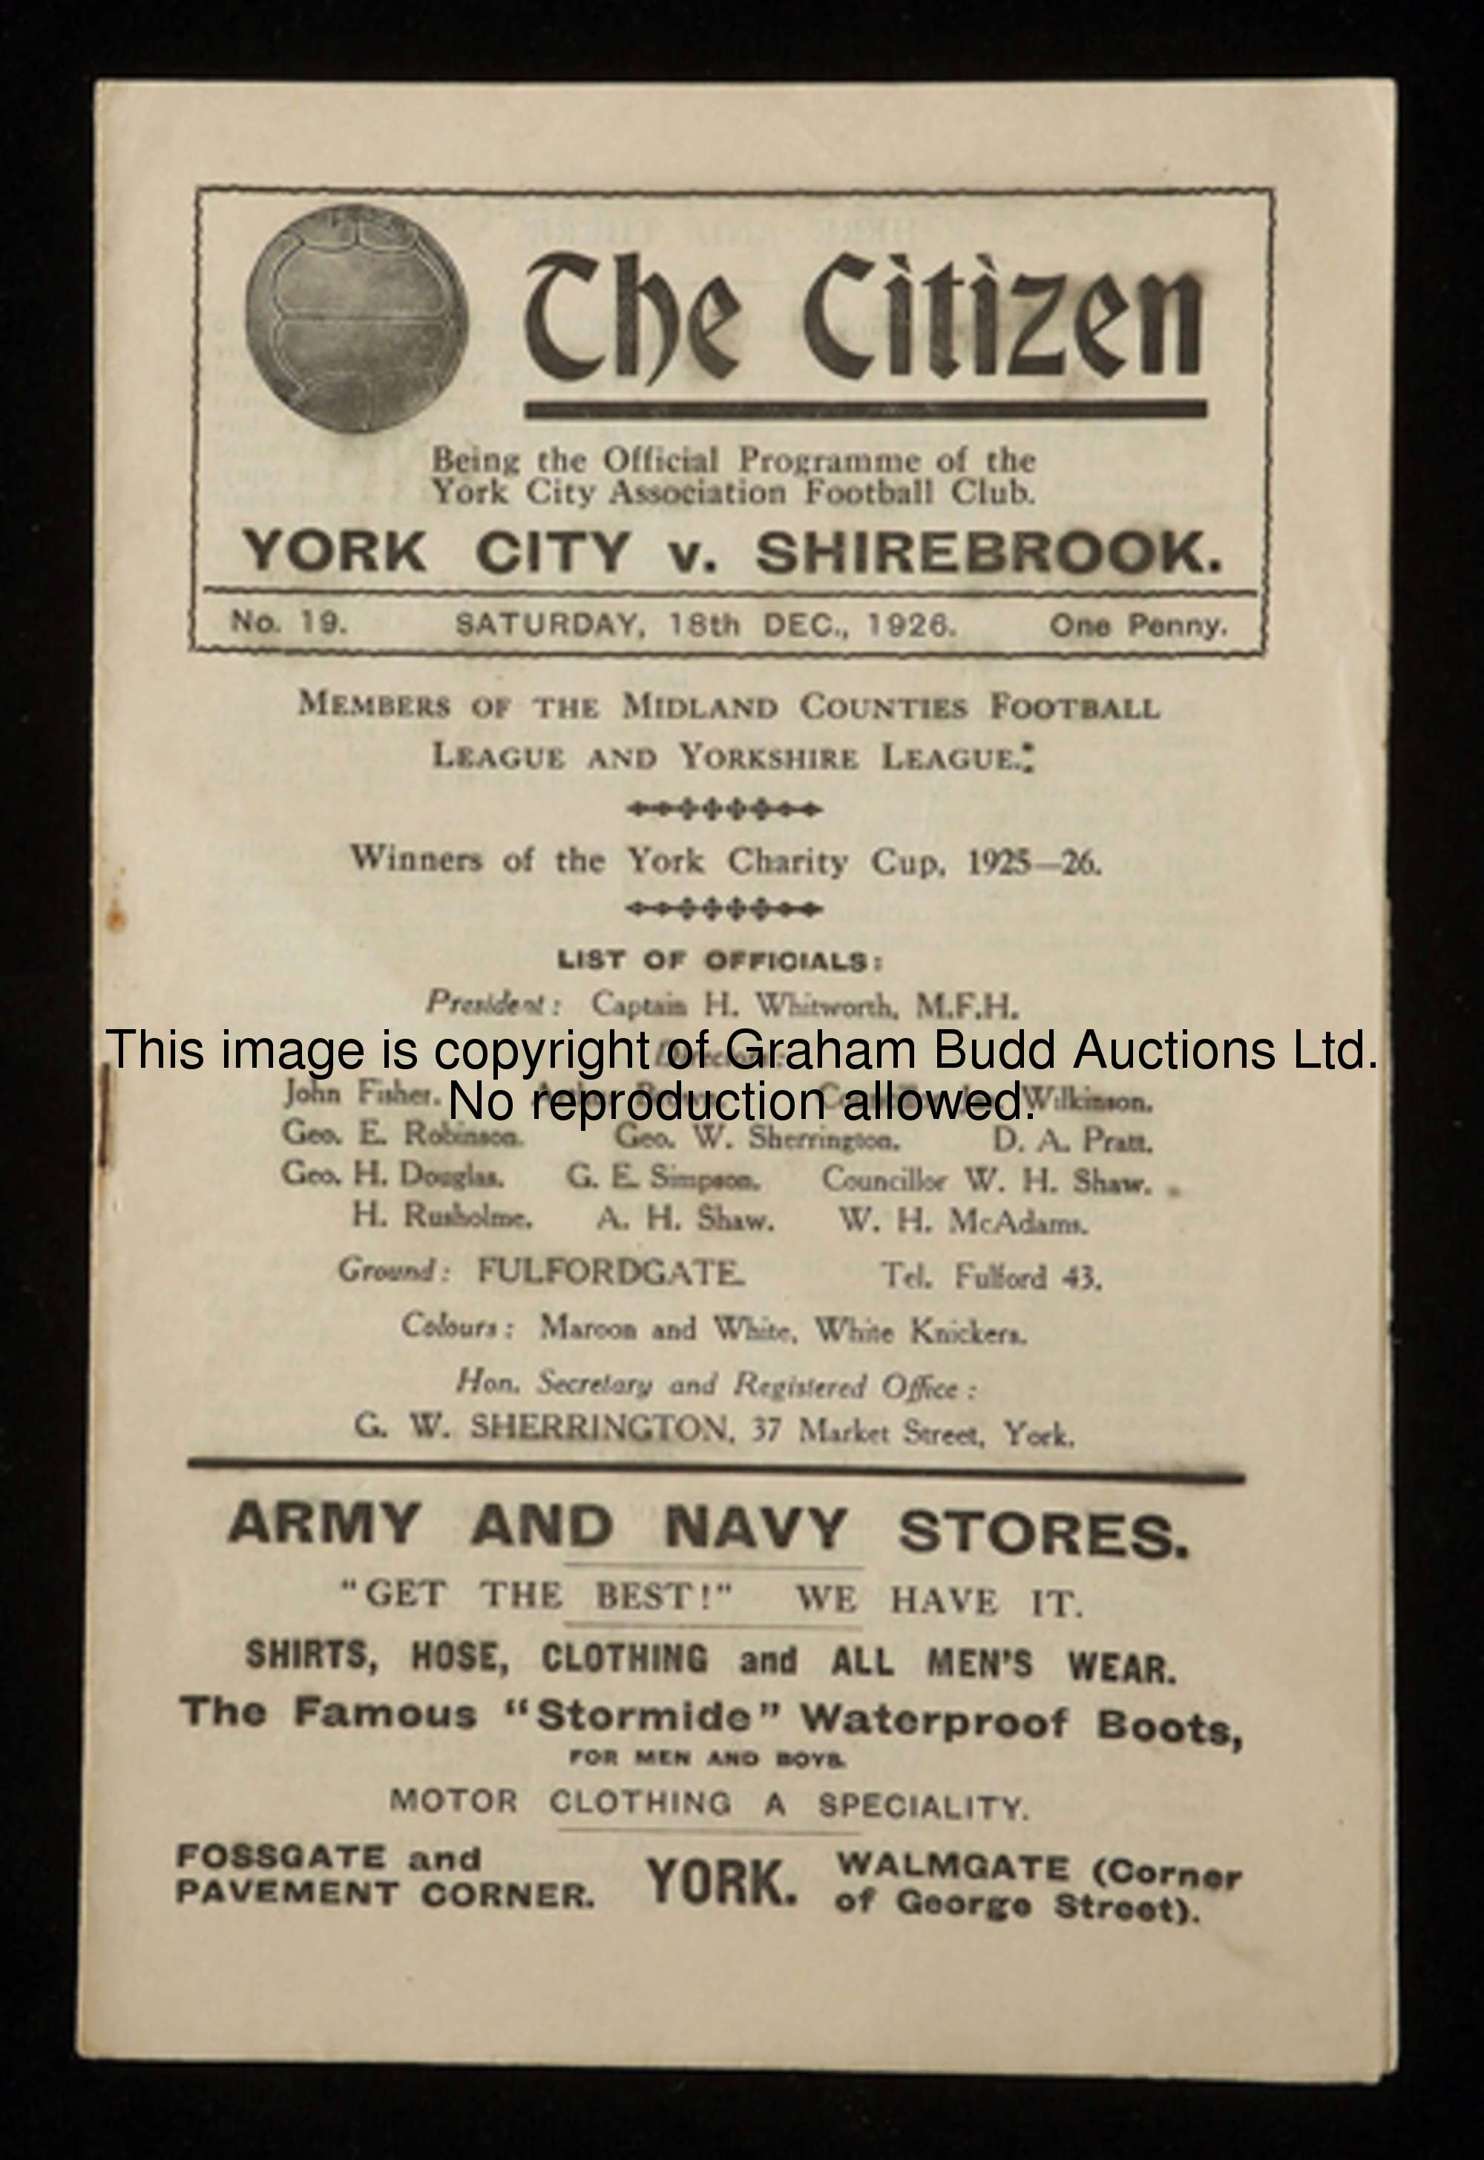 The Citizen
Being the Official Programme of the
York City Association Football Club.
YORK CITY v. SHIREBROOK.
No. 19. SATURDAY, 18th DEC., 1926. One Penny.
MEMBERS OF THE MIDLAND COUNTIES FOOTBALL
LEAGUE AND YORKSHIRE LEAGUE.
Winners of the York Charity Cup, 1925—26.
LIST OF OFFICIALS:
President: Captain H. Whitworth, M.F.H.
This image is copyright of Graham Budd Auctions Ltd.
Directors:
No reproduction allowed.
John Fisher. Arthur Brown. Wilkinson.
Geo. E. Robinson. Geo. W. Sherrington. D. A. Pratt.
Geo. H. Douglas. G. E. Simpson. Councillor W. H. Shaw.
H. Rusholme. A. H. Shaw. W. H. McAdams.
Ground: FULFORDGATE. Tel. Fulford 43.
Colours: Maroon and White, White Knickers.
Hon. Secretary and Registered Office:
G. W. SHERRINGTON, 37 Market Street, York.
ARMY AND NAVY STORES.
"GET THE BEST!" WE HAVE IT.
SHIRTS, HOSE, CLOTHING and ALL MEN'S WEAR.
The Famous "Stormide" Waterproof Boots,
FOR MEN AND BOYS.
MOTOR CLOTHING A SPECIALITY.
FOSSGATE and
PAVEMENT CORNER.
YORK.
WALMGATE (Corner
of George Street).